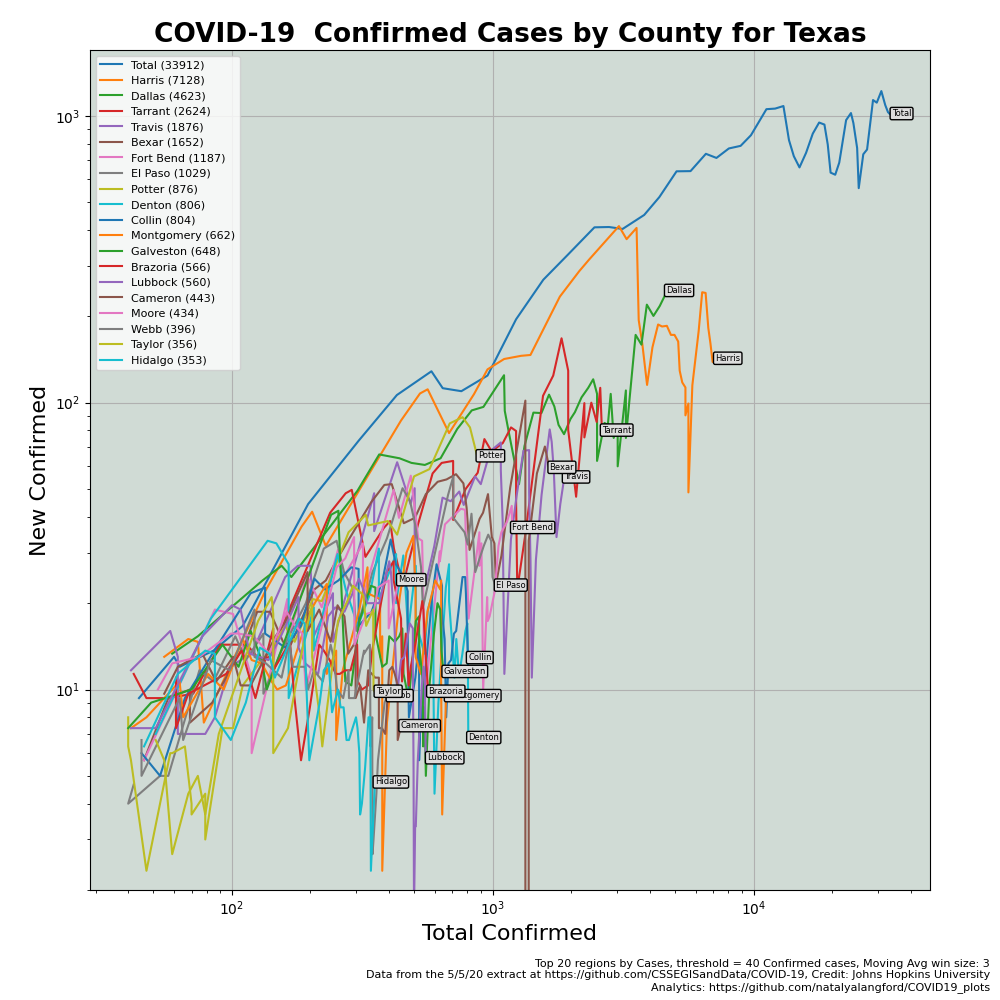 COVID-19  Confirmed Cases by County for Texas
Total (33912)
Harris (7128)
Dallas (4623)
Tarrant (2624)
Travis (1876)
Bexar (1652)
Fort Bend (1187)
El Paso (1029)
Potter (876)
Denton (806)
Collin (804)
Montgomery (662)
Galveston (648)
Brazoria (566)
Lubbock (560)
Cameron (443)
Moore (434)
Webb (396)
Taylor (356)
Hidalgo (353)
10³
10²
10¹
New Confirmed
Total
Dallas
Harris
Tarrant
Potter
Bexar
Travis
Fort Bend
Moore
El Paso
Collin
Galveston
Taylor
Brazoria
Cameron
Denton
Lubbock
Hidalgo
10²
10³
10⁴
Total Confirmed
Top 20 regions by Cases, threshold = 40 Confirmed cases, Moving Avg win size: 3
Data from the 5/5/20 extract at https://github.com/CSSEGISandData/COVID-19, Credit: Johns Hopkins University
Analytics: https://github.com/natalyalangford/COVID19_plots